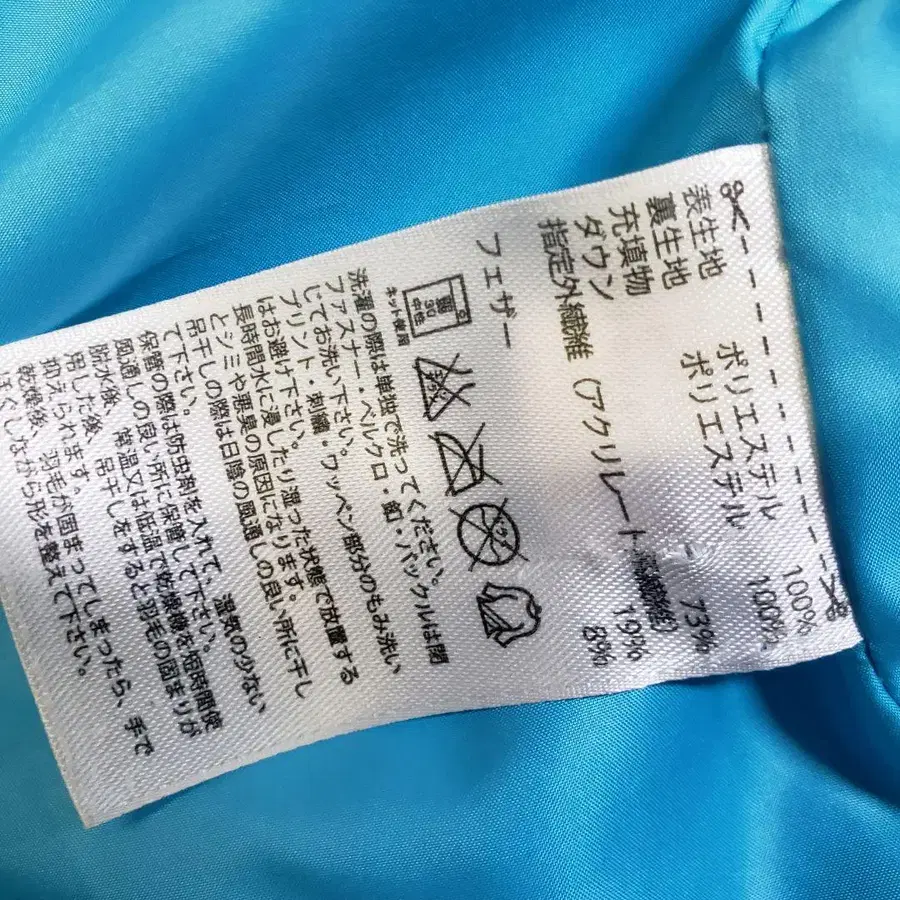 表生地 ポリエステル 100%
裏生地 ポリエステル 100%
充填物
ダウン 73%
指定外繊維（アクリレート繊維） 19%
フェザー 8%
30
中性
ネット使用
洗濯の際は単独で洗ってください。
ファスナー・ベルクロ・釦・バックルは閉
じてお洗い下さい。ワッペン部分のもみ洗い
プリント・刺繍・
はお避け下さい。
長時間水に浸したり湿った状態で放置する
とシミや悪臭の原因になります。
吊干しの際は日陰の風通しの良い所に干し
て下さい。
保管の際は防虫剤を入れて、湿気の少ない
風通しの良い所に保管して下さい。
脱水後、常温又は低温で乾燥機を短時間使
用した後、吊干しをすると羽毛の固まりが
抑えられます。
乾燥後、羽毛が固まってしまったら、手で
ほぐしながら形を整えて下さい。